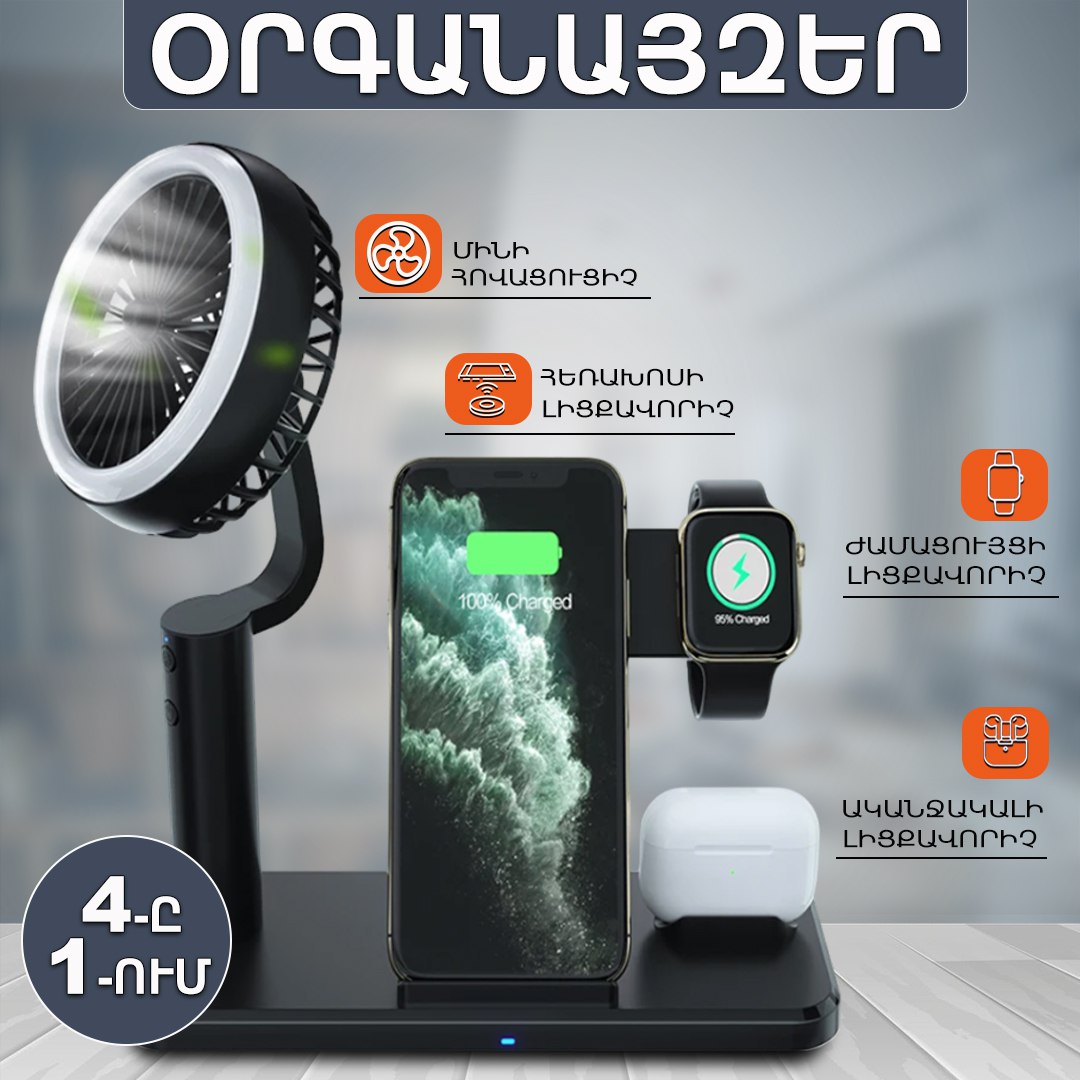 ՕՐԳԱՆԱՅԶԵՐ
ՄԻՆԻ
ՀՈՎԱՑՈՒՑԻՉ
ՀԵՌԱԽՈՍԻ
ԼԻՑՔԱՎՈՐԻՉ
100% Charged
95% Charged
ԺԱՄԱՑՈՒՅՑԻ
ԼԻՑՔԱՎՈՐԻՉ
ԱԿԱՆՋԱԿԱԼԻ
ԼԻՑՔԱՎՈՐԻՉ
4-Ը
1-ՈՒՄ